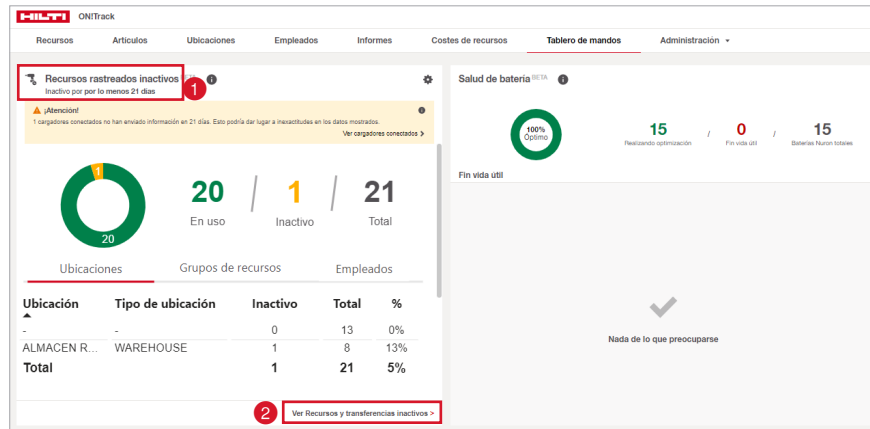 HILTI ON!Track
Recursos Artículos Ubicaciones Empleados Informes Costes de recursos Tablero de mandos Administración
Recursos rastreados inactivos BETA
Inactivo por por lo menos 21 días
1
¡Atención!
1 cargadores conectados no han enviado información en 21 días. Esto podría dar lugar a inexactitudes en los datos mostrados.
Ver cargadores conectados >
1
20
20 / 1 / 21
En uso Inactivo Total
Ubicaciones Grupos de recursos Empleados
Ubicación Tipo de ubicación Inactivo Total %
- - 0 13 0%
ALMACEN R... WAREHOUSE 1 8 13%
Total 1 21 5%
2
Ver Recursos y transferencias inactivos >
Salud de batería BETA
100%
Óptimo
15 / 0 / 15
Realizando optimización Fin vida útil Baterías Nuron totales
Fin vida útil
Nada de lo que preocuparse